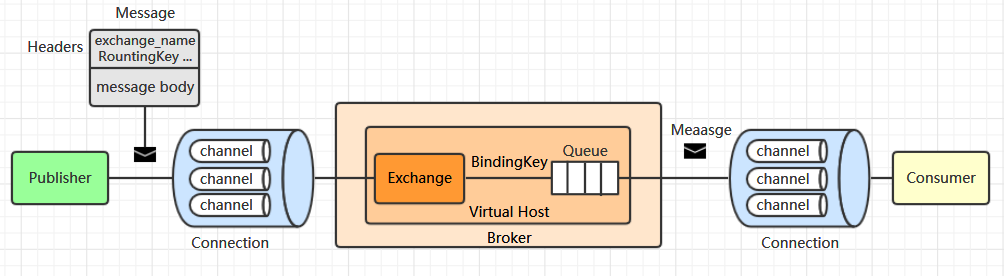 Message
Headers
exchange_name
RountingKey ...
message body
Publisher
channel
channel
channel
Connection
Exchange
BindingKey
Queue
Virtual Host
Broker
Meaasge
channel
channel
channel
Connection
Consumer